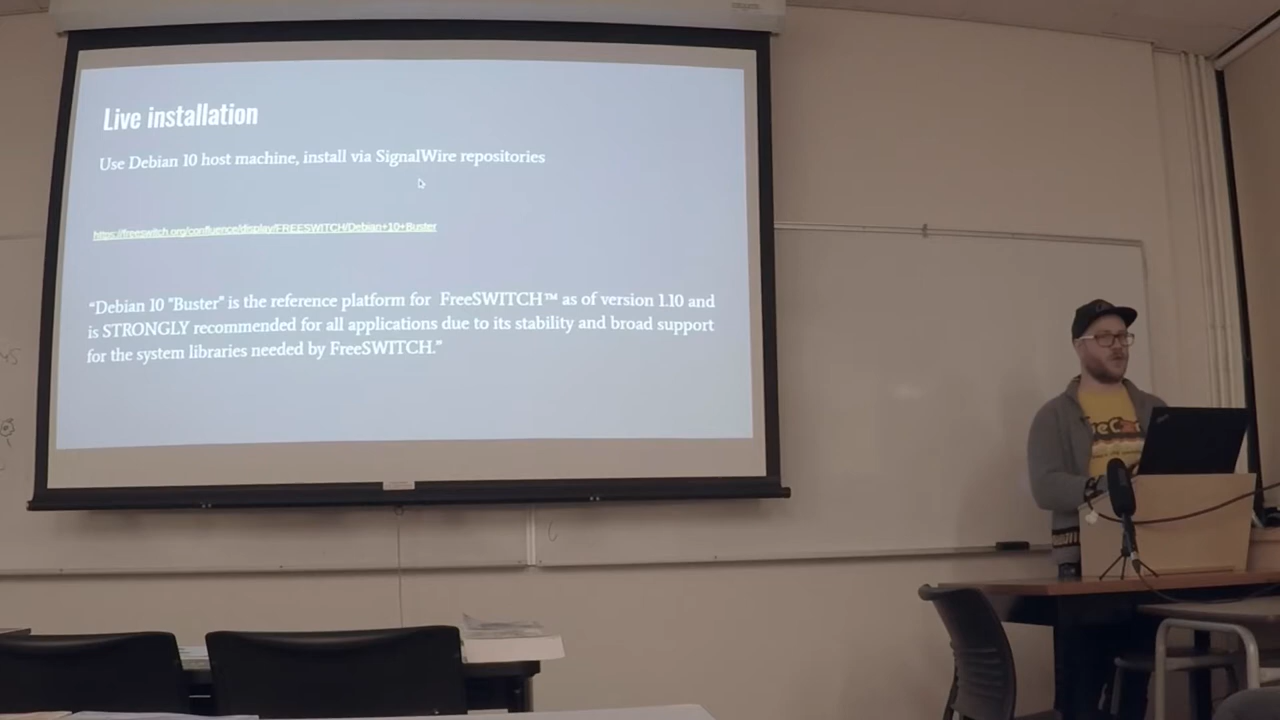 Live installation
Use Debian 10 host machine, install via SignalWire repositories
https://freeswitch.org/confluence/display/FREESWITCH/Debian+10+Buster
“Debian 10 "Buster" is the reference platform for FreeSWITCH™ as of version 1.10 and
is STRONGLY recommended for all applications due to its stability and broad support
for the system libraries needed by FreeSWITCH.”